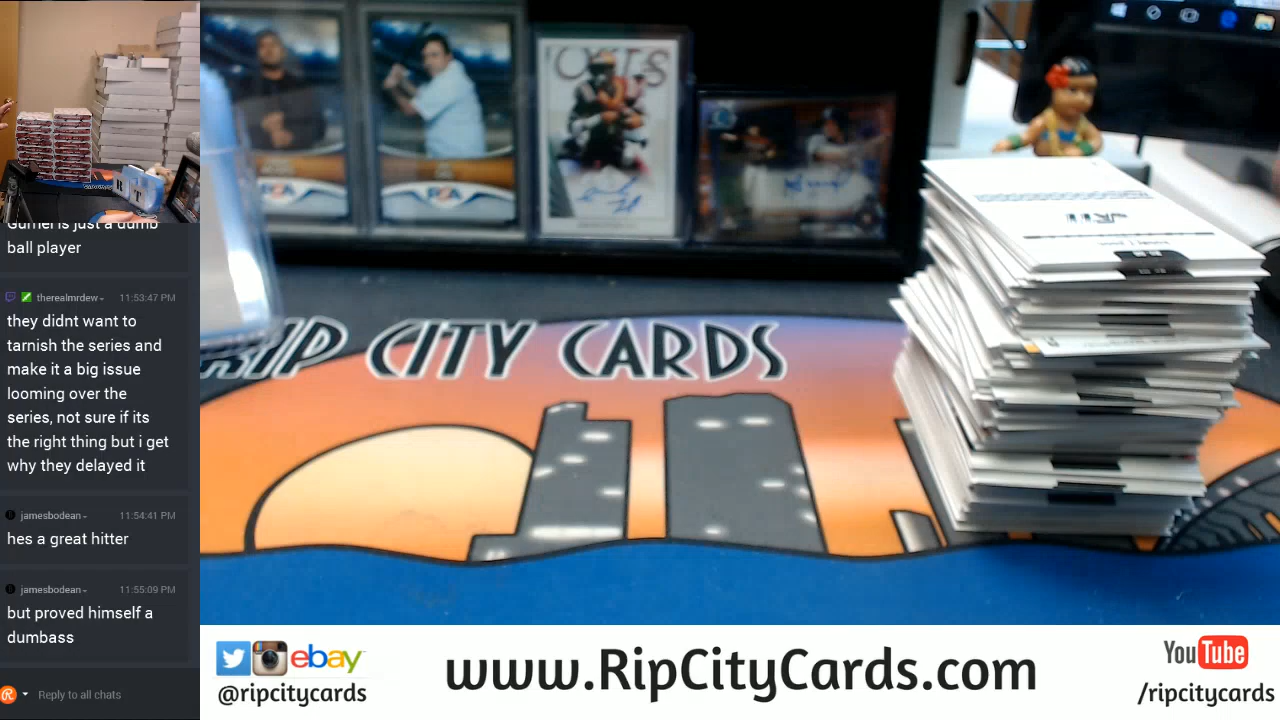 Gurriel is just a dumb
ball player
therealmrdew
11:53:47 PM
they didnt want to
tarnish the series and
make it a big issue
looming over the
series, not sure if its
the right thing but i get
why they delayed it
jamesbodean
11:54:41 PM
hes a great hitter
jamesbodean
11:55:09 PM
but proved himself a
dumbass
Reply to all chats
RIP CITY CARDS
ebay
@ripcitycards
www.RipCityCards.com
YouTube
/ripcitycards